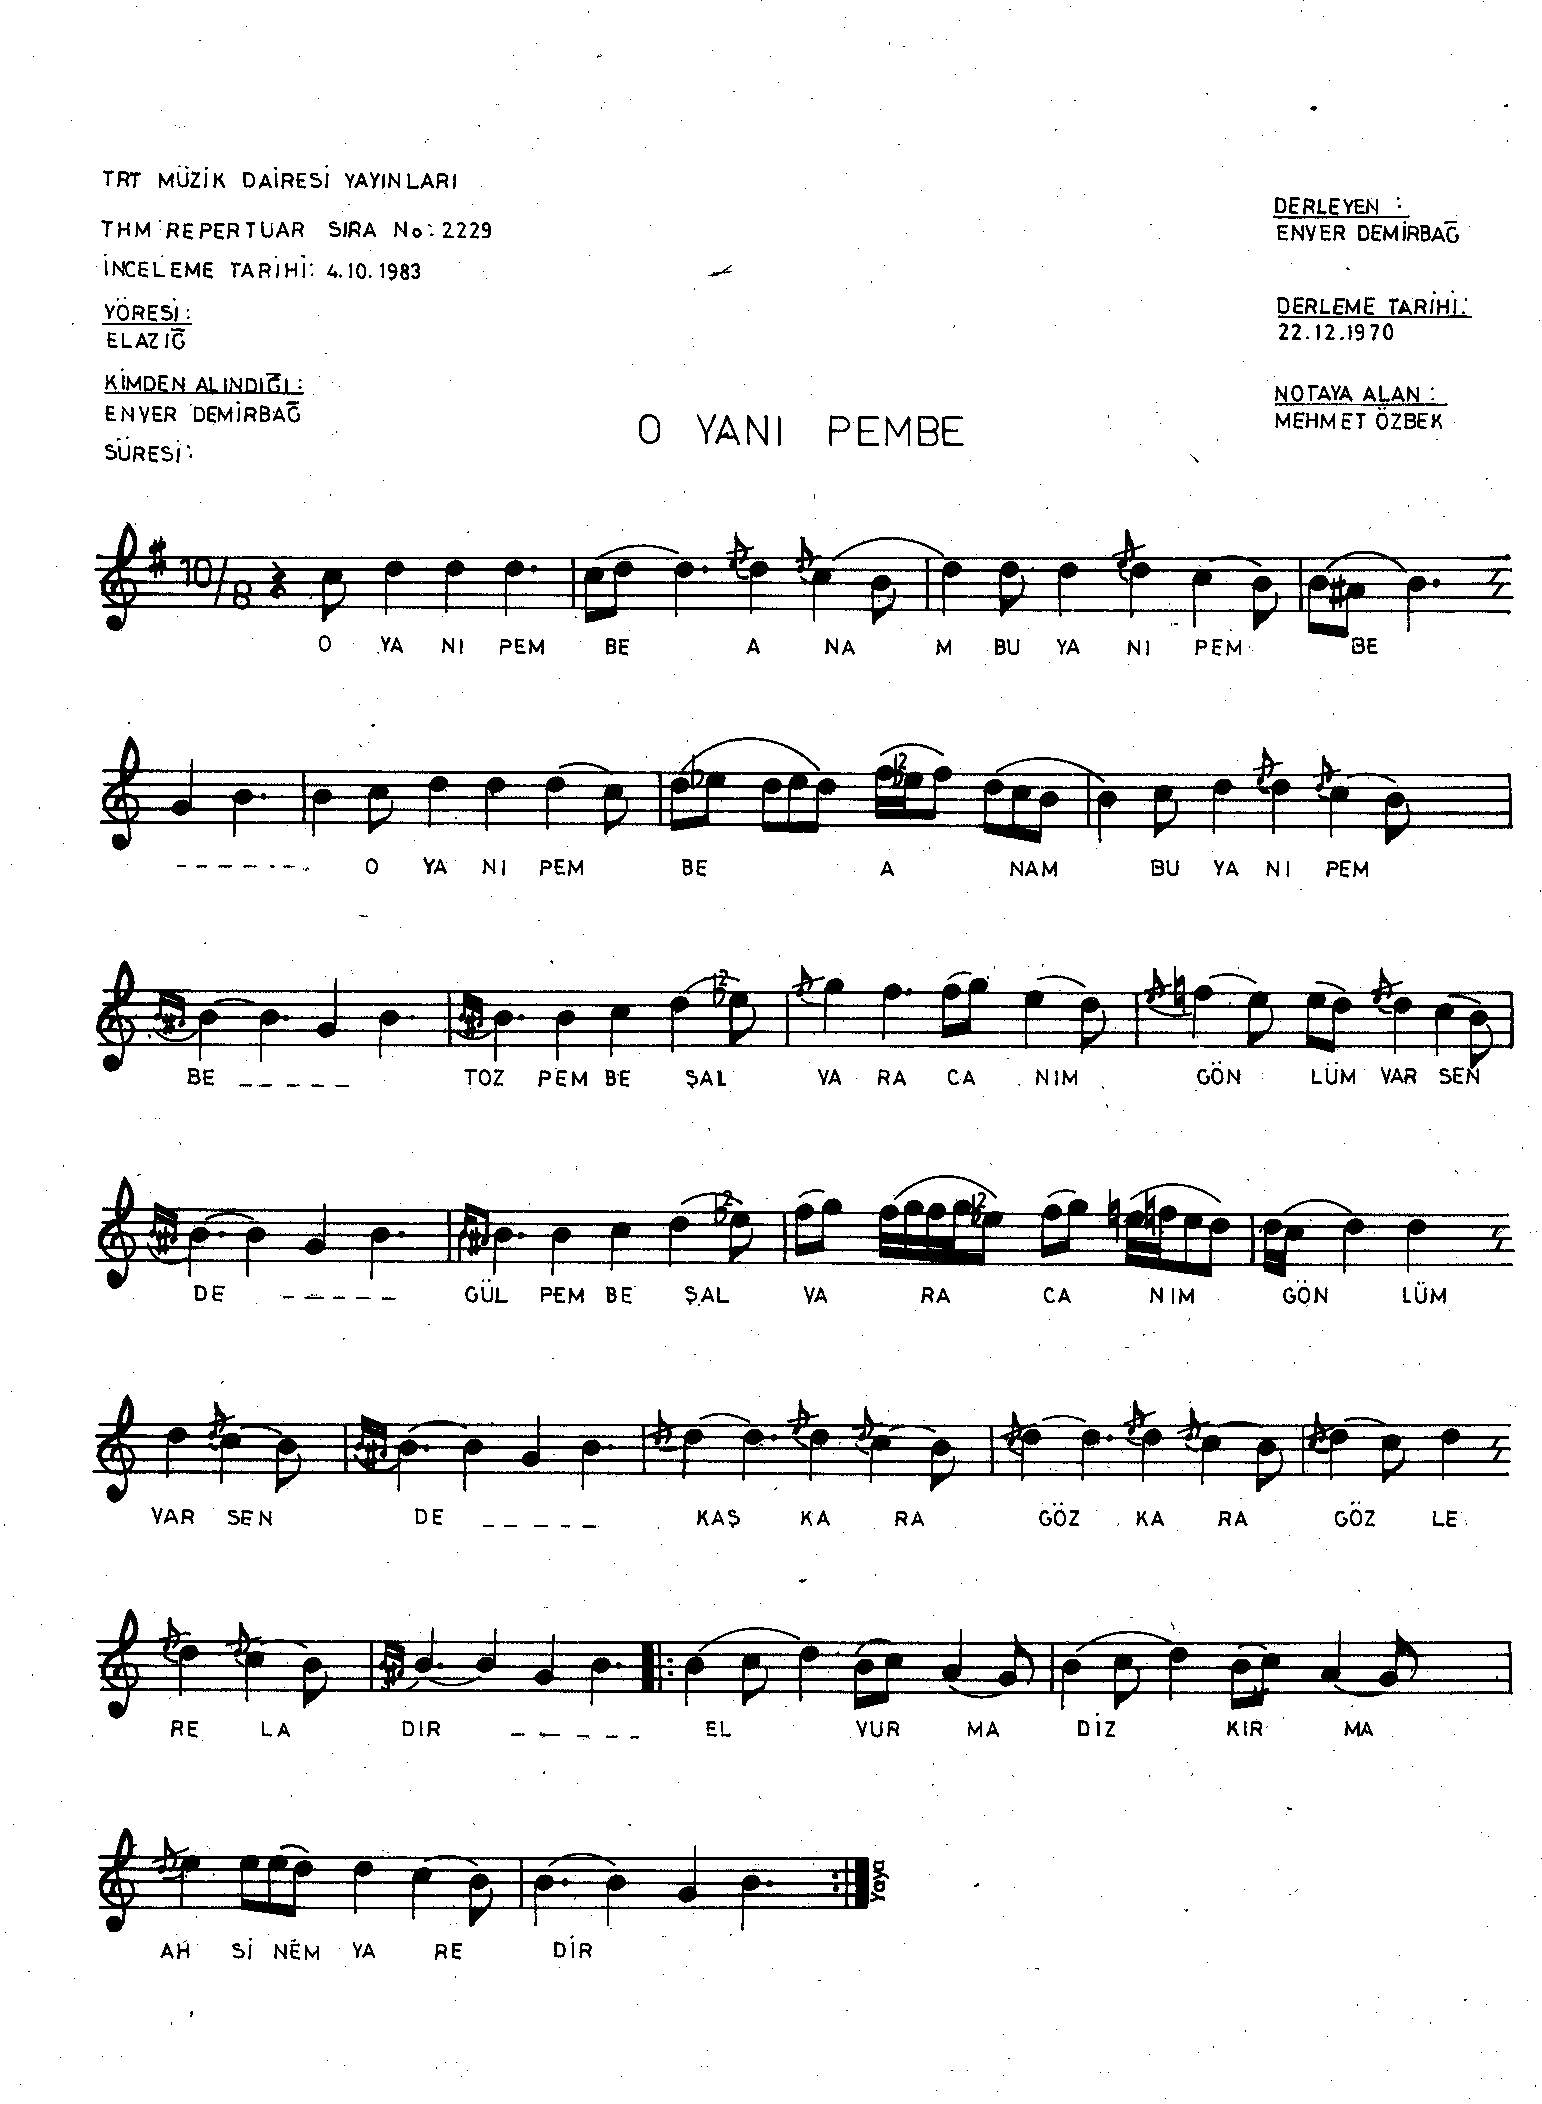 TRT MÜZİK DAİRESİ YAYINLARI
THM REPERTUAR SIRA No: 2229
İNCELEME TARİHİ: 4.10.1983
YÖRESİ:
ELAZIĞ
KİMDEN ALINDIĞI:
ENVER DEMİRBAĞ
SÜRESİ:
DERLEYEN :
ENVER DEMİRBAĞ
DERLEME TARİHİ:
22.12.1970
NOTAYA ALAN :
MEHMET ÖZBEK
O YANI PEMBE
10/8
O YA NI PEM BE A NA M BU YA NI PEM BE
------- O YA NI PEM BE A NAM BU YA NI PEM
BE ----- TOZ PEM BE ŞAL VA RA CA NIM GÖN LÜM VAR SEN
DE ----- GÜL PEM BE ŞAL VA RA CA NIM GÖN LÜM
VAR SEN DE ----- KAŞ KA RA GÖZ KA RA GÖZ LE
RE LA DIR ----- EL VUR MA DİZ KIR MA
AH Sİ NEM YA RE DİR
Yaya